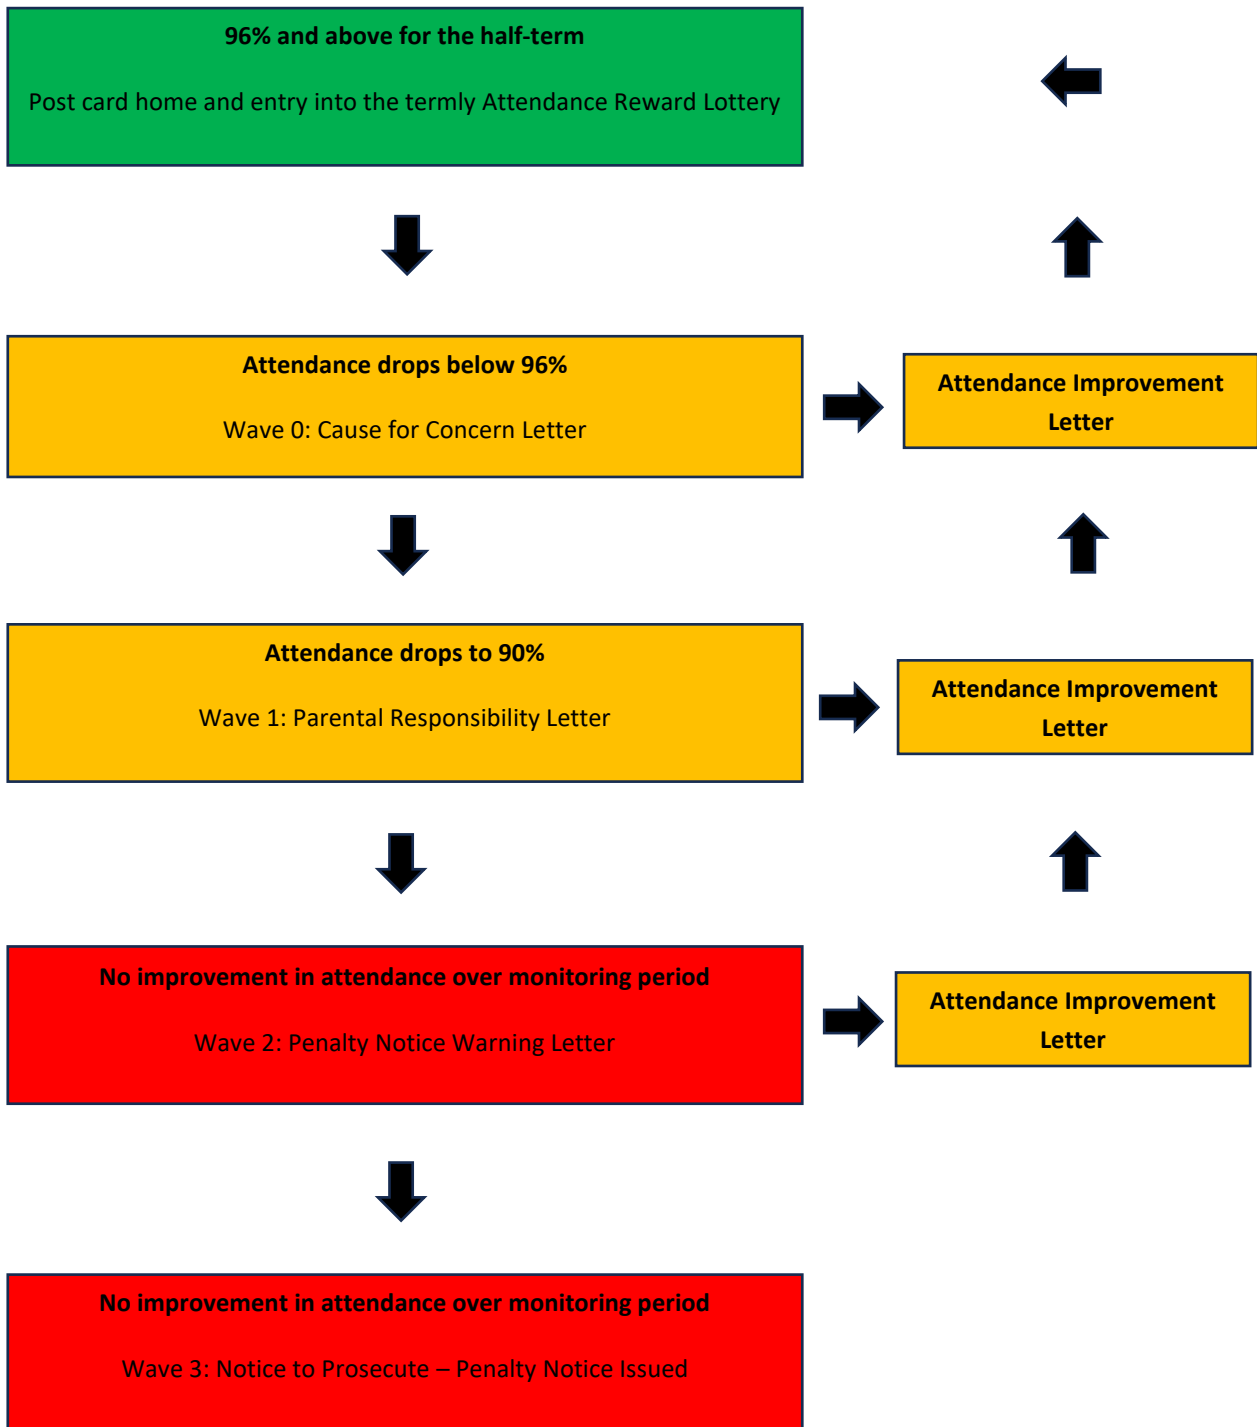 96% and above for the half-term
Post card home and entry into the termly Attendance Reward Lottery
Attendance drops below 96%
Wave 0: Cause for Concern Letter
Attendance Improvement
Letter
Attendance drops to 90%
Wave 1: Parental Responsibility Letter
Attendance Improvement
Letter
No improvement in attendance over monitoring period
Wave 2: Penalty Notice Warning Letter
Attendance Improvement
Letter
No improvement in attendance over monitoring period
Wave 3: Notice to Prosecute – Penalty Notice Issued